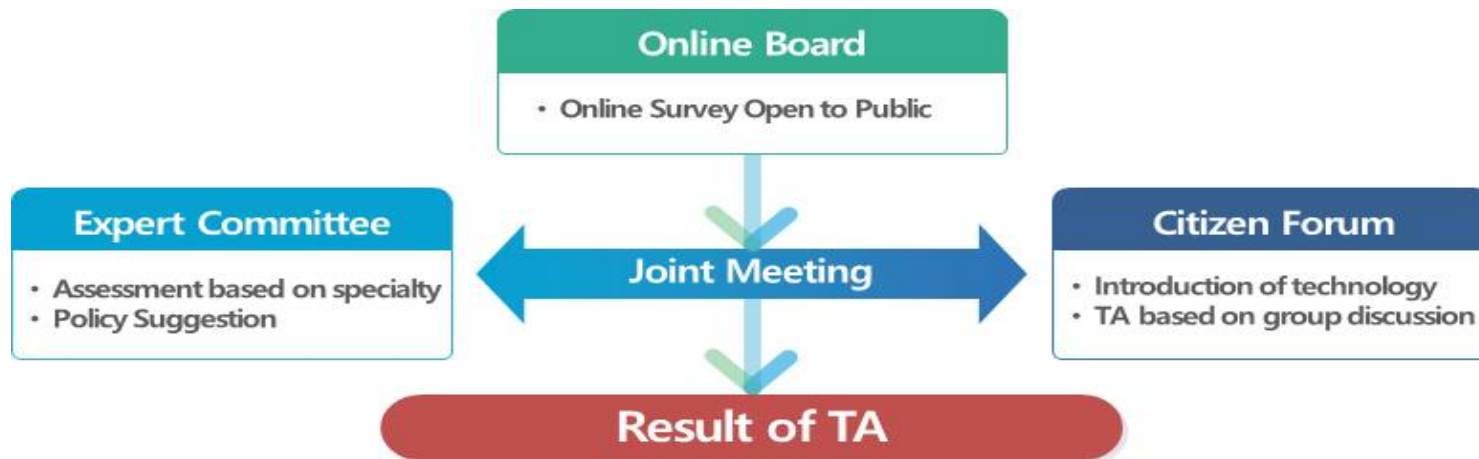 Online Board
• Online Survey Open to Public
Expert Committee
• Assessment based on specialty
• Policy Suggestion
Joint Meeting
Citizen Forum
• Introduction of technology
• TA based on group discussion
Result of TA